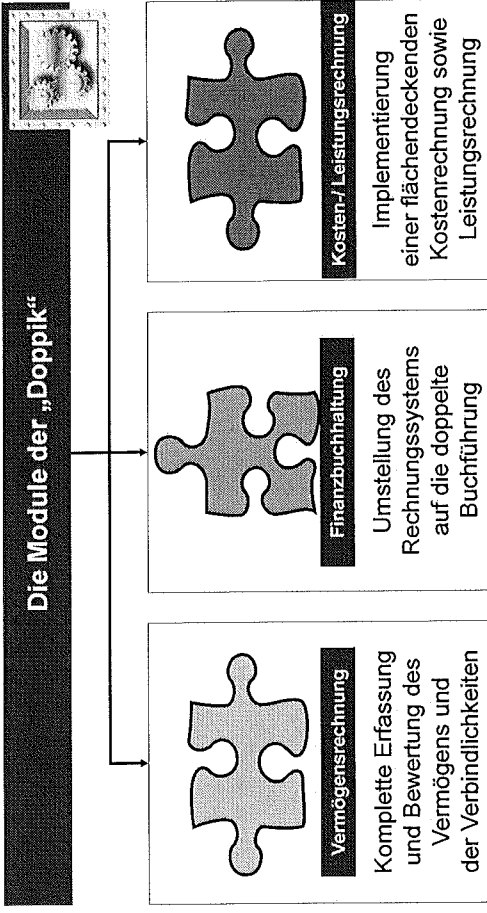 Die Module der „Doppik“
Vermögensrechnung
Komplette Erfassung
und Bewertung des
Vermögens und
der Verbindlichkeiten
Finanzbuchhaltung
Umstellung des
Rechnungssystems
auf die doppelte
Buchführung
Kosten-/ Leistungsrechnung
Implementierung
einer flächendeckenden
Kostenrechnung sowie
Leistungsrechnung